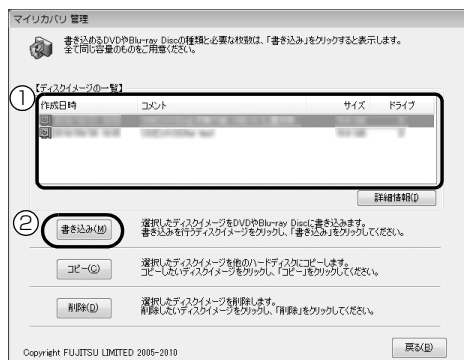 マイリカバリ 管理
書き込めるDVDやBlu-ray Discの種類と必要な枚数は、「書き込み」をクリックすると表示します。
全て同じ容量のものをご用意ください。
【ディスクイメージの一覧】
①
作成日時 コメント サイズ ドライブ
詳細情報(I)
②
書き込み(M)
選択したディスクイメージをDVDやBlu-ray Discに書き込みます。
書き込みを行うディスクイメージをクリックし、「書き込み」をクリックしてください。
コピー(C)
選択したディスクイメージを他のハードディスクにコピーします。
コピーしたいディスクイメージをクリックし、「コピー」をクリックしてください。
削除(D)
選択したディスクイメージを削除します。
削除したいディスクイメージをクリックし、「削除」をクリックしてください。
Copyright FUJITSU LIMITED 2005-2010
戻る(B)